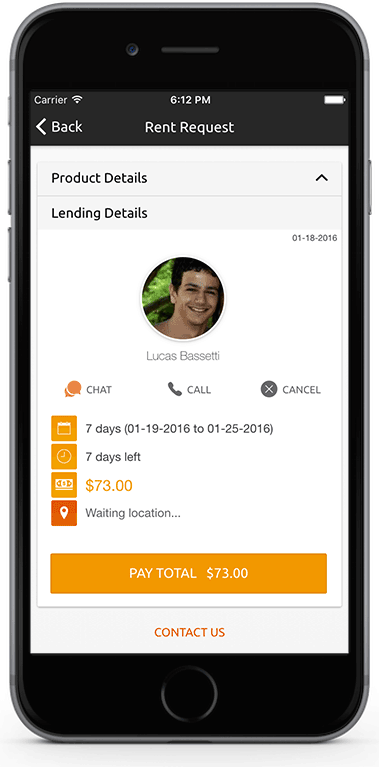 Carrier 6:12 PM
Back Rent Request
Product Details
Lending Details
01-18-2016
Lucas Bassetti
CHAT CALL CANCEL
7 days (01-19-2016 to 01-25-2016)
7 days left
$73.00
Waiting location...
PAY TOTAL $73.00
CONTACT US